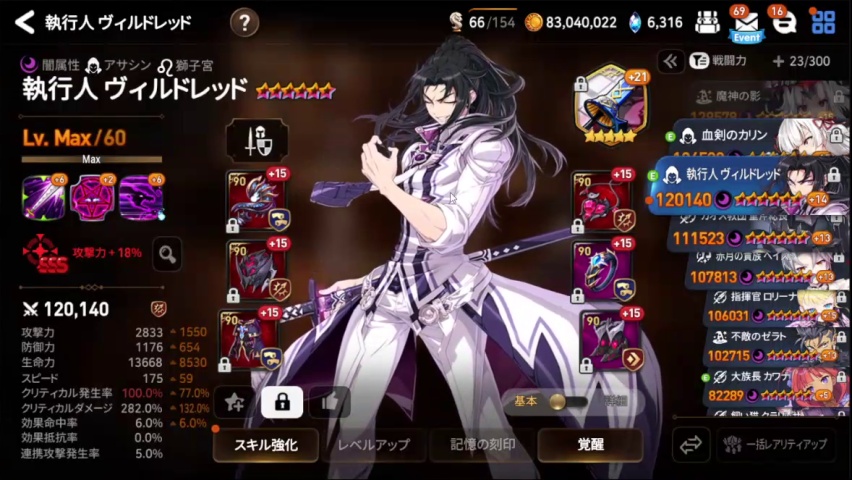 執行人 ヴィルドレッド
?
66/154
83,040,022
6,316
69
Event
16
闇属性 アサシン 獅子宮
執行人 ヴィルドレッド
Lv. Max/60
Max
+6
+2
+6
SSS
攻撃力 + 18%
120,140
攻撃力 2833 1550
防御力 1176 654
生命力 13668 8530
スピード 175 59
クリティカル発生率 100.0% 77.0%
クリティカルダメージ 282.0% 132.0%
効果命中率 6.0% 6.0%
効果抵抗率 0.0%
連携攻撃発生率 5.0%
90 +15
90 +15
90 +15
+21
90 +15
90 +15
90 +15
基本
詳細
スキル強化
レベルアップ
記憶の刻印
覚醒
戦闘力
23/300
魔神の影
E 血剣のカリン
E 執行人 ヴィルドレッド
120140 +14
111523 +13
107813 +13
指揮官 ロリーナ
106031
不敵のゼラト
102715
E 大族長 カワナ
82289 +5
一括レアリティアップ